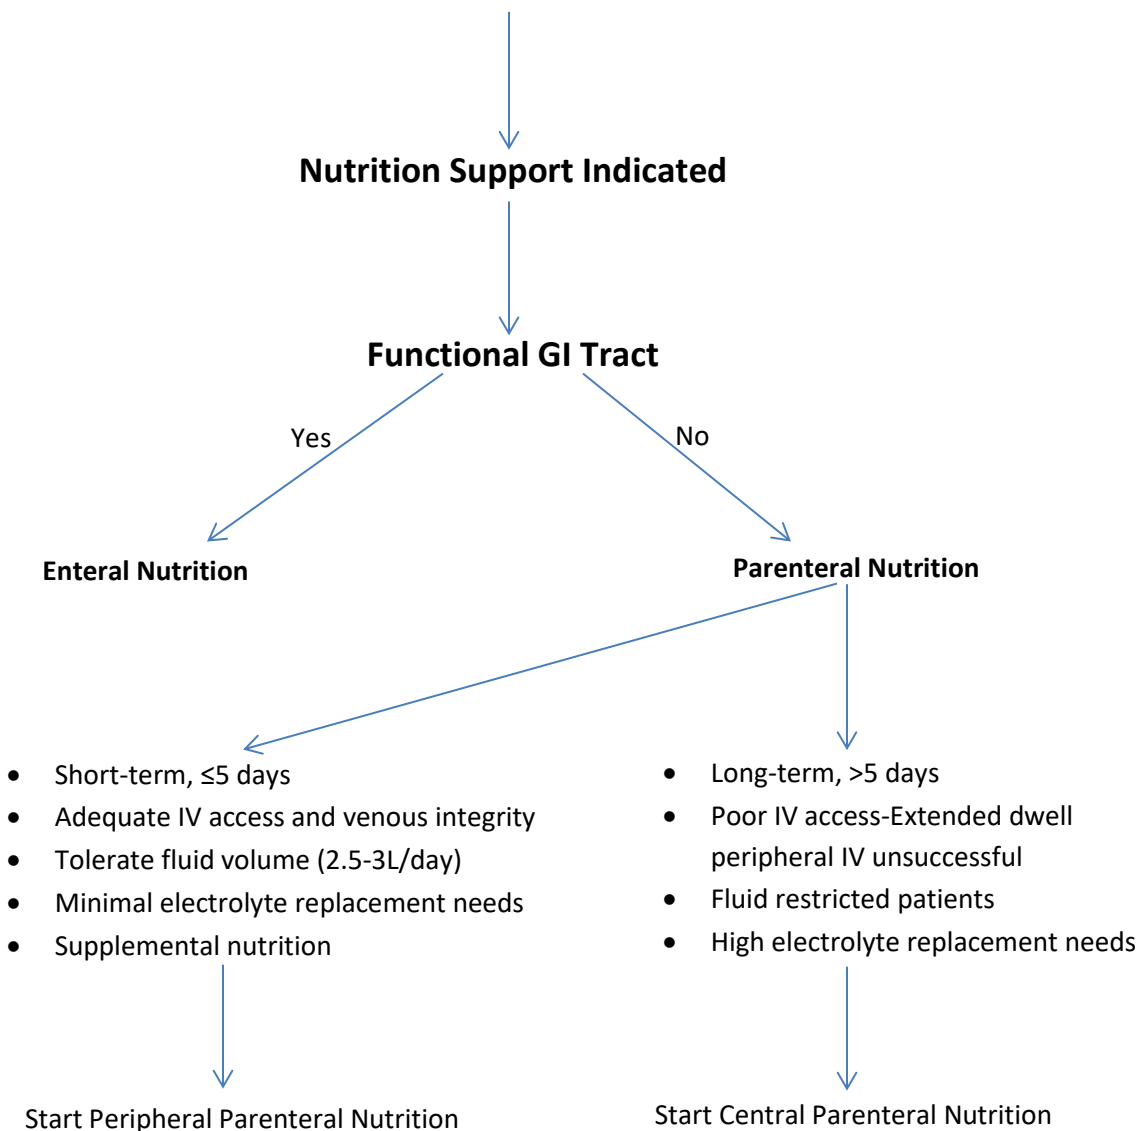 Nutrition Support Indicated
Functional GI Tract
Yes
No
Enteral Nutrition
Parenteral Nutrition
• Short-term, ≤5 days
• Adequate IV access and venous integrity
• Tolerate fluid volume (2.5-3L/day)
• Minimal electrolyte replacement needs
• Supplemental nutrition
• Long-term, >5 days
• Poor IV access-Extended dwell
peripheral IV unsuccessful
• Fluid restricted patients
• High electrolyte replacement needs
Start Peripheral Parenteral Nutrition
Start Central Parenteral Nutrition